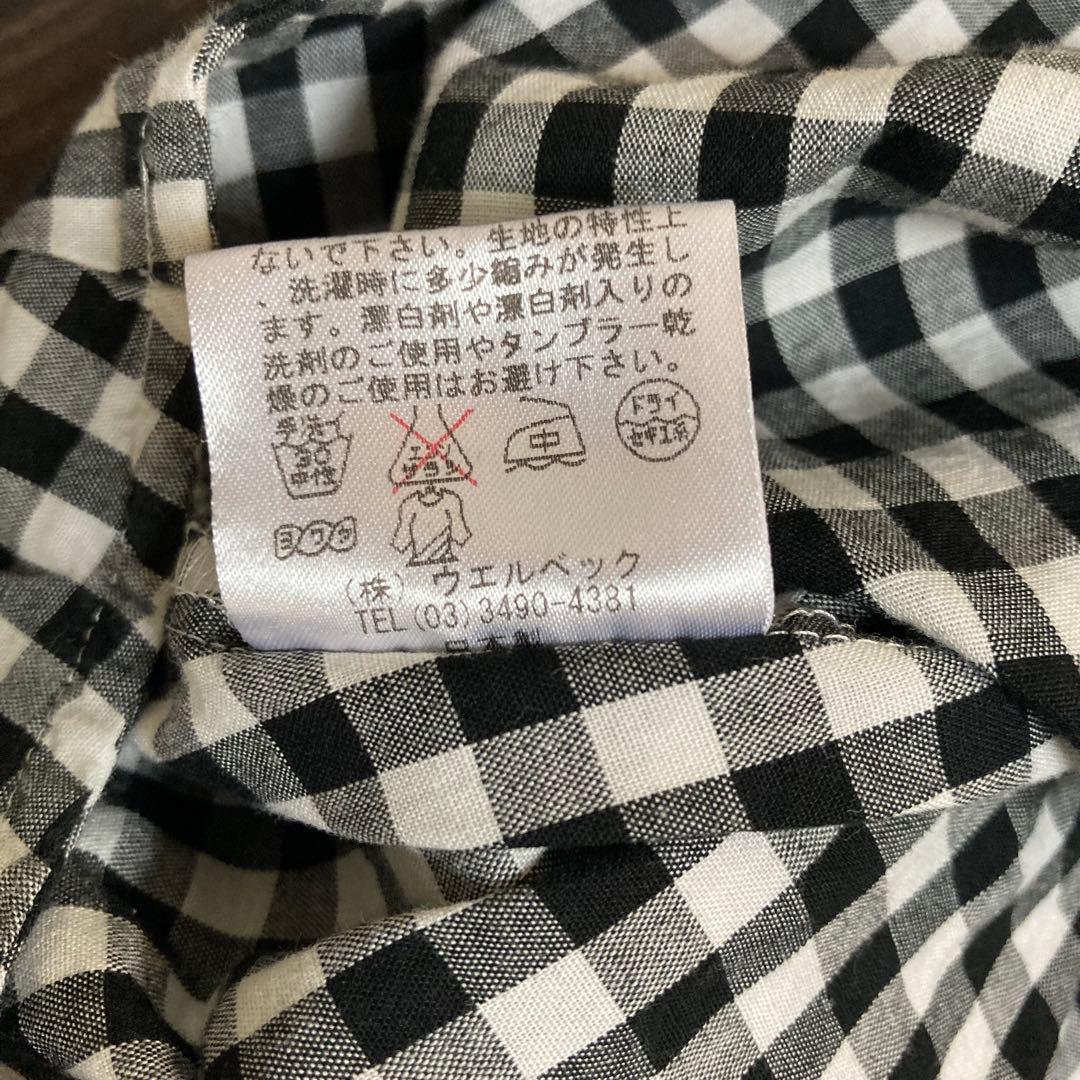 ないで下さい。生地の特性上
、洗濯時に多少縮みが発生し
ます。漂白剤や漂白剤入りの
洗剤のご使用やタンブラー乾
燥のご使用はお避け下さい。
手洗イ
30
中性
エンソ
サラシ
中
ドライ
セキユ系
ヨワク
(株) ウエルベック
TEL(03)3490-4381
日本製